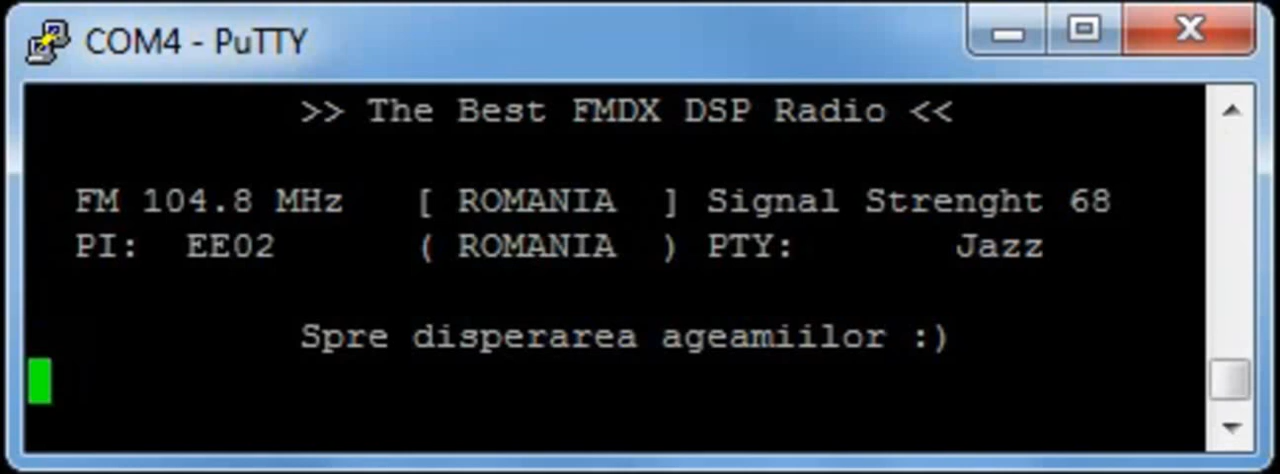 COM4 - PuTTY
>> The Best FMDX DSP Radio <<
FM 104.8 MHz [ ROMANIA ] Signal Strenght 68
PI: EE02 ( ROMANIA ) PTY: Jazz
Spre disperarea ageamiilor :)